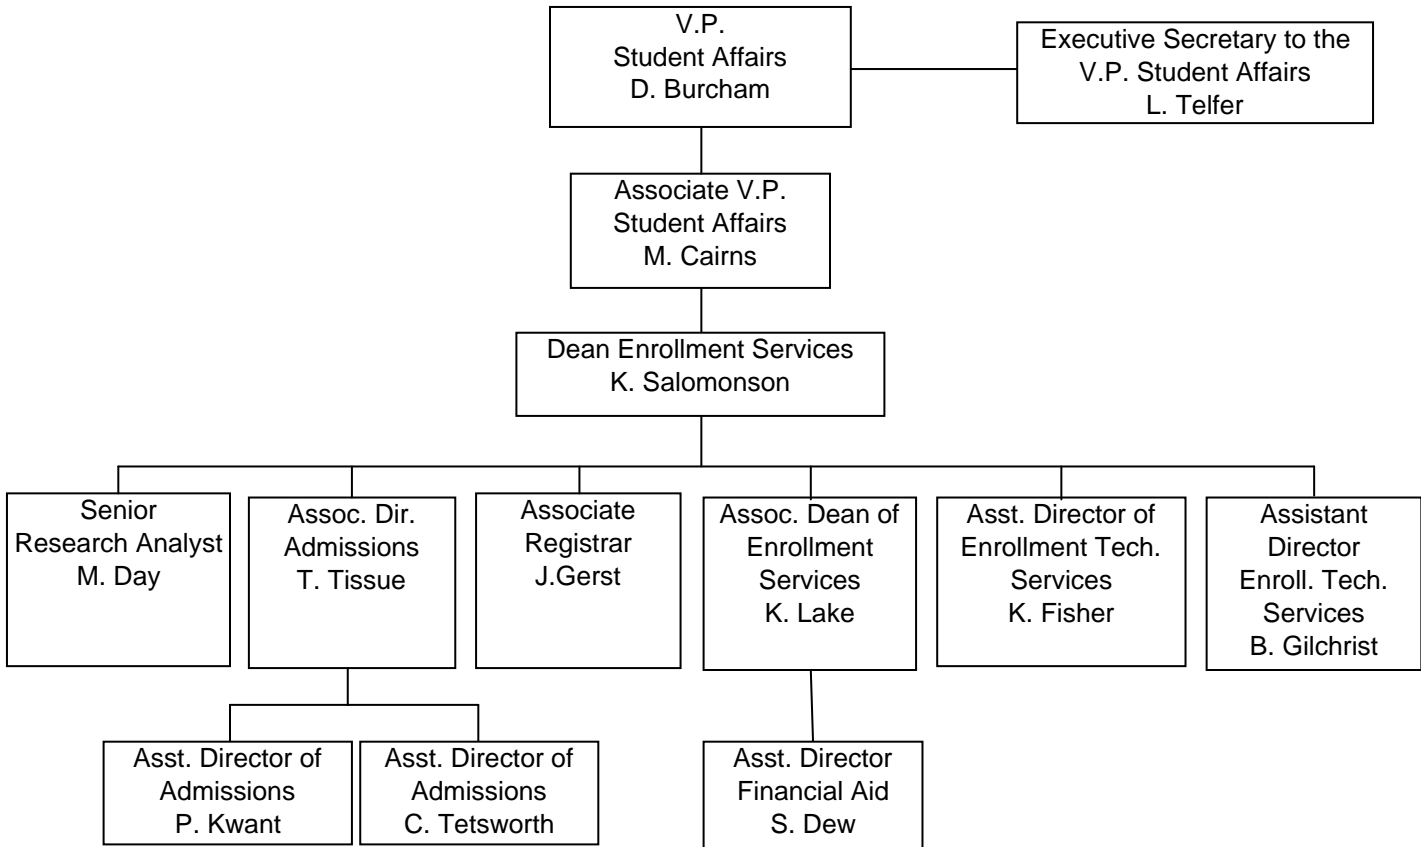 V.P.
Student Affairs
D. Burcham
Executive Secretary to the
V.P. Student Affairs
L. Telfer
Associate V.P.
Student Affairs
M. Cairns
Dean Enrollment Services
K. Salomonson
Senior
Research Analyst
M. Day
Assoc. Dir.
Admissions
T. Tissue
Associate
Registrar
J.Gerst
Assoc. Dean of
Enrollment
Services
K. Lake
Asst. Director of
Enrollment Tech.
Services
K. Fisher
Assistant
Director
Enroll. Tech.
Services
B. Gilchrist
Asst. Director of
Admissions
P. Kwant
Asst. Director of
Admissions
C. Tetsworth
Asst. Director
Financial Aid
S. Dew